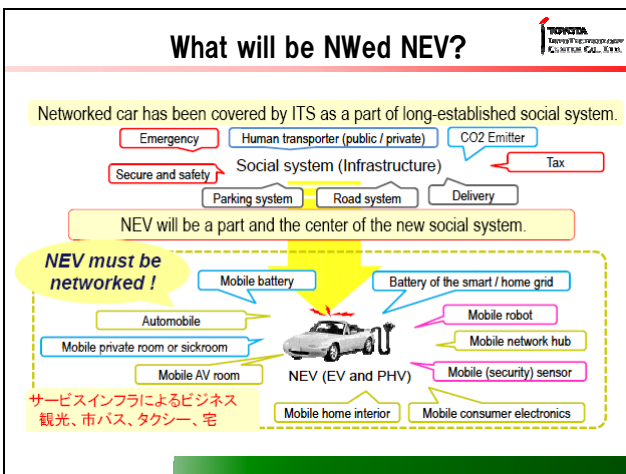 What will be NWed NEV?
TOYOTA
InfoTechnology
Center Co., Ltd.
Networked car has been covered by ITS as a part of long-established social system.
Emergency
Human transporter (public / private)
CO2 Emitter
Social system (Infrastructure)
Tax
Secure and safety
Parking system
Road system
Delivery
NEV will be a part and the center of the new social system.
NEV must be
networked !
Mobile battery
Battery of the smart / home grid
Automobile
Mobile robot
Mobile private room or sickroom
Mobile network hub
Mobile AV room
NEV (EV and PHV)
Mobile (security) sensor
サービスインフラによるビジネス
観光、市バス、タクシー、宅
Mobile home interior
Mobile consumer electronics